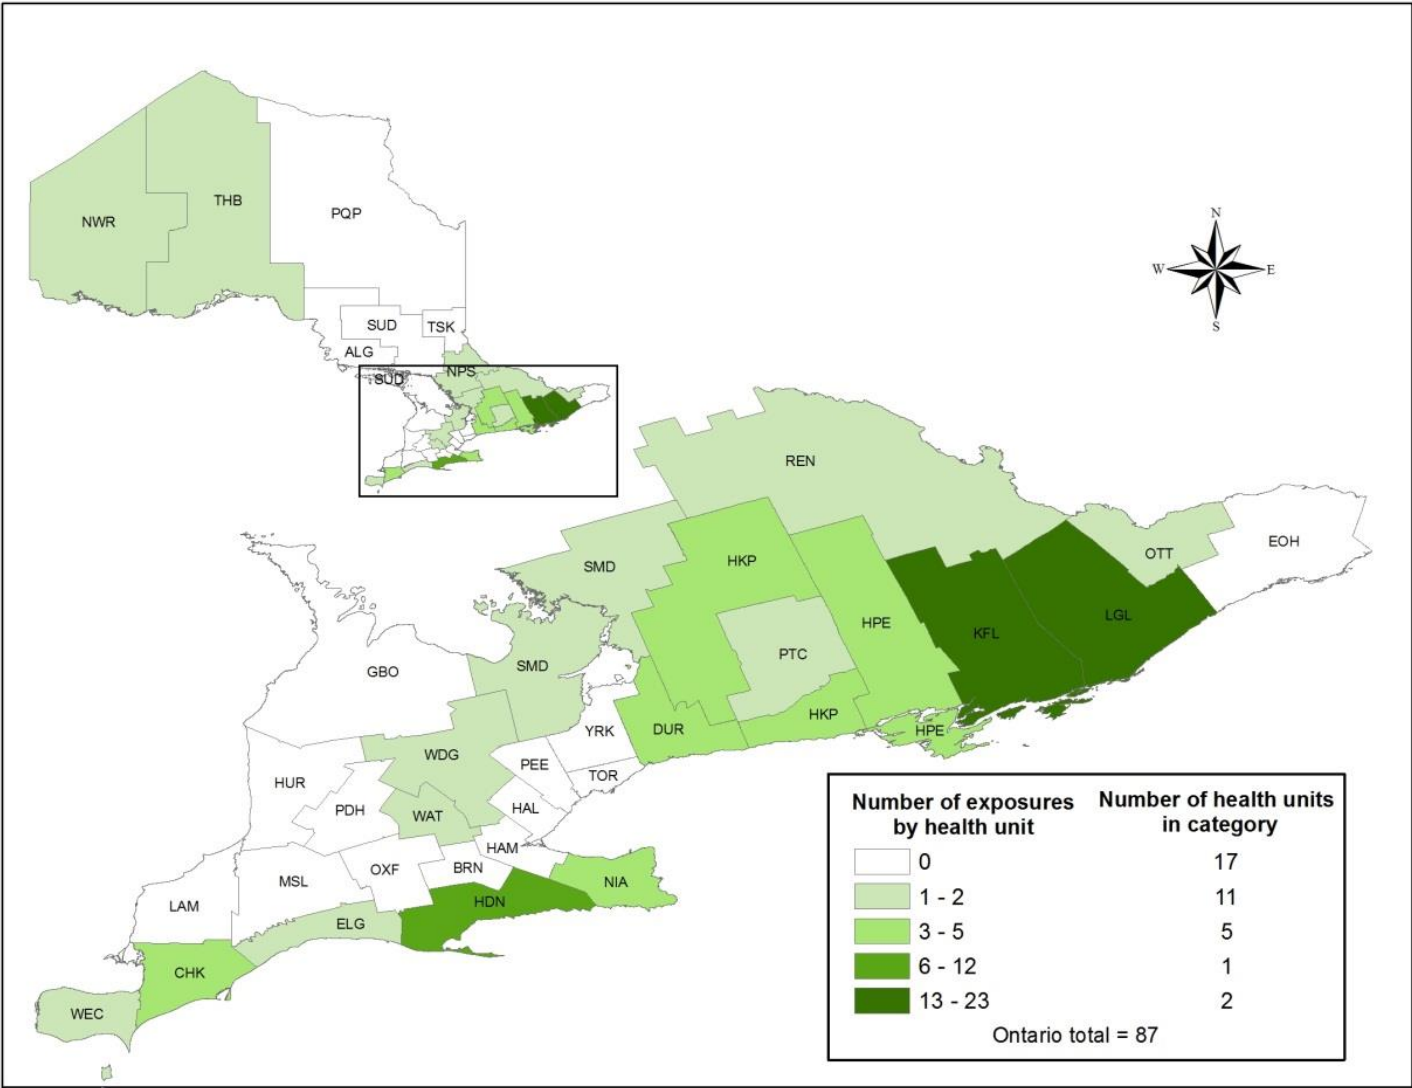 N
W
E
S
THB
PQP
NWR
SUD
TSK
ALG
NPS
SUD
REN
EOH
OTT
HKP
SMD
LGL
HPE
KFL
PTC
SMD
GBO
HKP
DUR
YRK
HPE
WDG
PEE
TOR
HUR
PDH
HAL
WAT
HAM
BRN
OXF
MSL
NIA
HDN
LAM
ELG
CHK
WEC
Number of exposures Number of health units
by health unit in category
0 17
1 - 2 11
3 - 5 5
6 - 12 1
13 - 23 2
Ontario total = 87